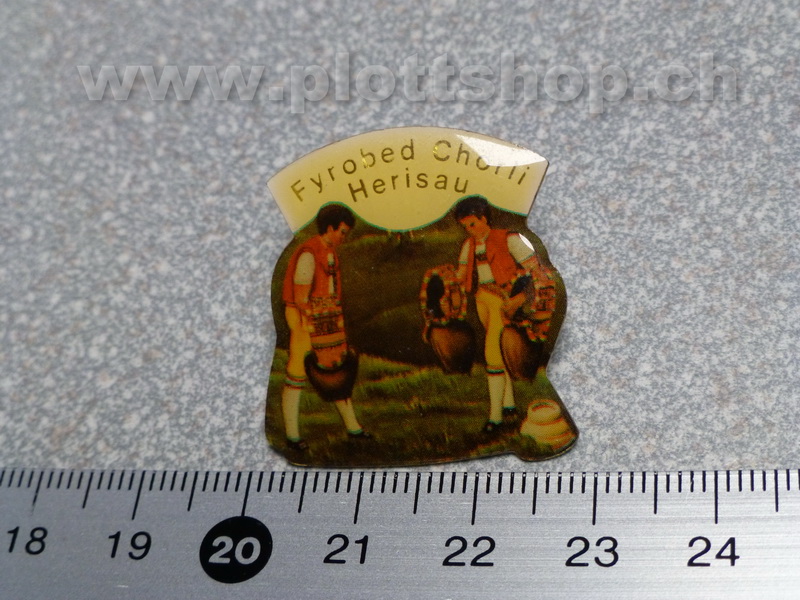 www.plottshop.ch
Fyrobed Chörli
Herisau
18 19 20 21 22 23 24